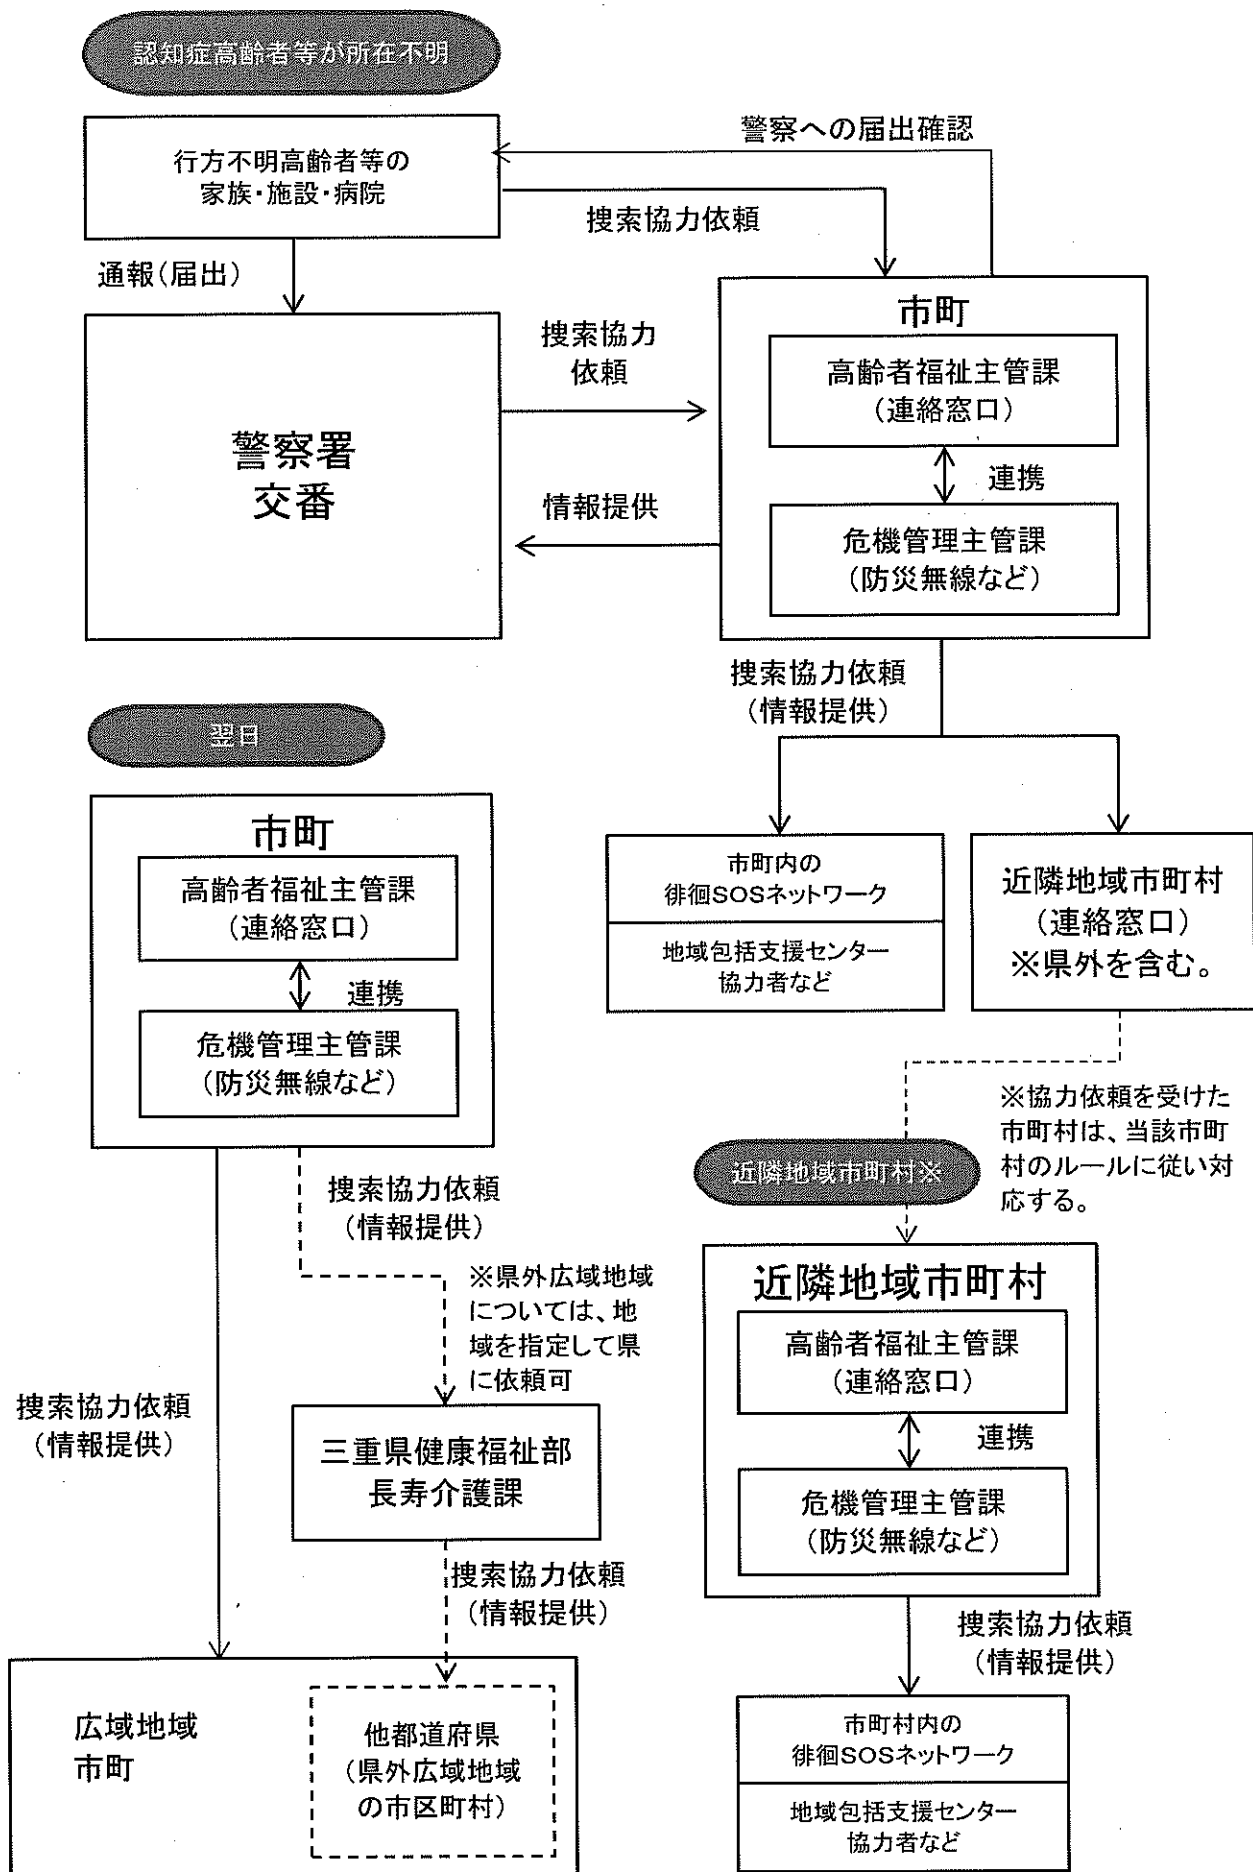 認知症高齢者等が所在不明
行方不明高齢者等の
家族・施設・病院
警察への届出確認
捜索協力依頼
通報(届出)
警察署
交番
捜索協力
依頼
情報提供
市町
高齢者福祉主管課
(連絡窓口)
連携
危機管理主管課
(防災無線など)
捜索協力依頼
(情報提供)
市町内の
徘徊SOSネットワーク
地域包括支援センター
協力者など
近隣地域市町村
(連絡窓口)
※県外を含む。
※協力依頼を受けた
市町村は、当該市町
村のルールに従い対
応する。
近隣地域市町村※
近隣地域市町村
高齢者福祉主管課
(連絡窓口)
連携
危機管理主管課
(防災無線など)
捜索協力依頼
(情報提供)
市町村内の
徘徊SOSネットワーク
地域包括支援センター
協力者など
翌日
市町
高齢者福祉主管課
(連絡窓口)
連携
危機管理主管課
(防災無線など)
捜索協力依頼
(情報提供)
※県外広域地域
については、地
域を指定して県
に依頼可
捜索協力依頼
(情報提供)
三重県健康福祉部
長寿介護課
捜索協力依頼
(情報提供)
広域地域
市町
他都道府県
(県外広域地域
の市区町村)